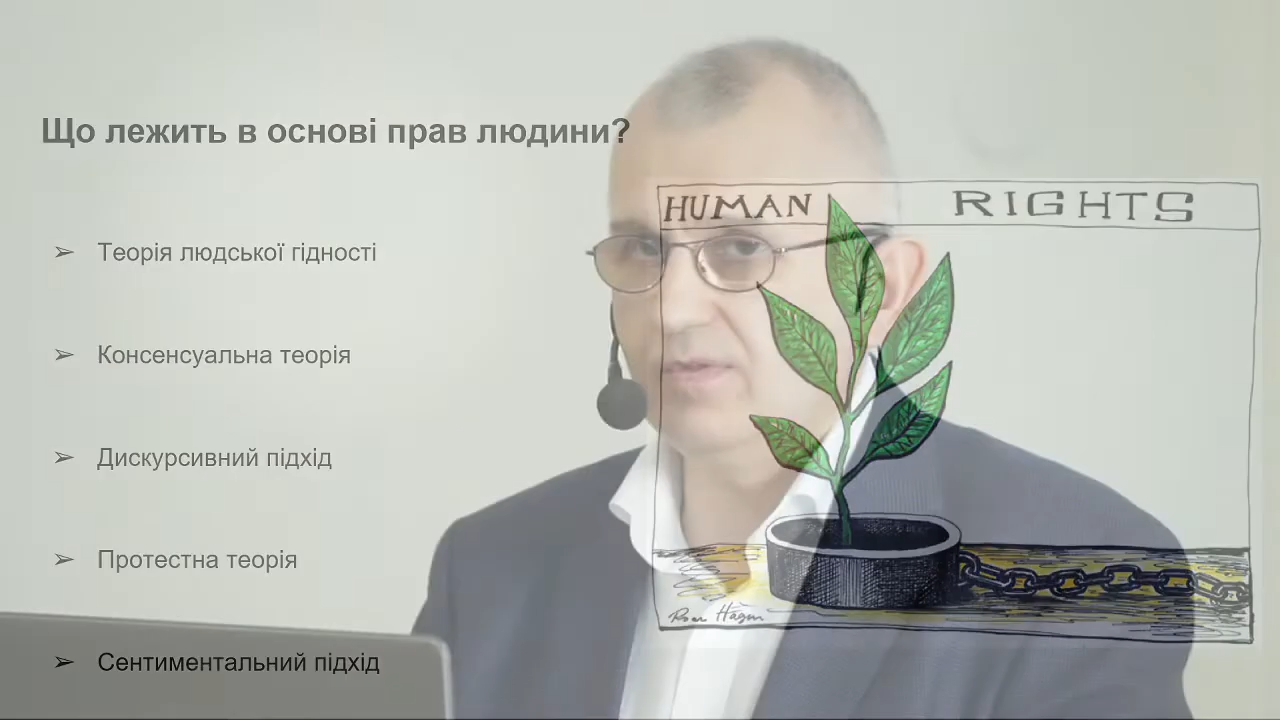 Що лежить в основі прав людини?
➢ Теорія людської гідності
➢ Консенсуальна теорія
➢ Дискурсивний підхід
➢ Протестна теорія
➢ Сентиментальний підхід
HUMAN RIGHTS